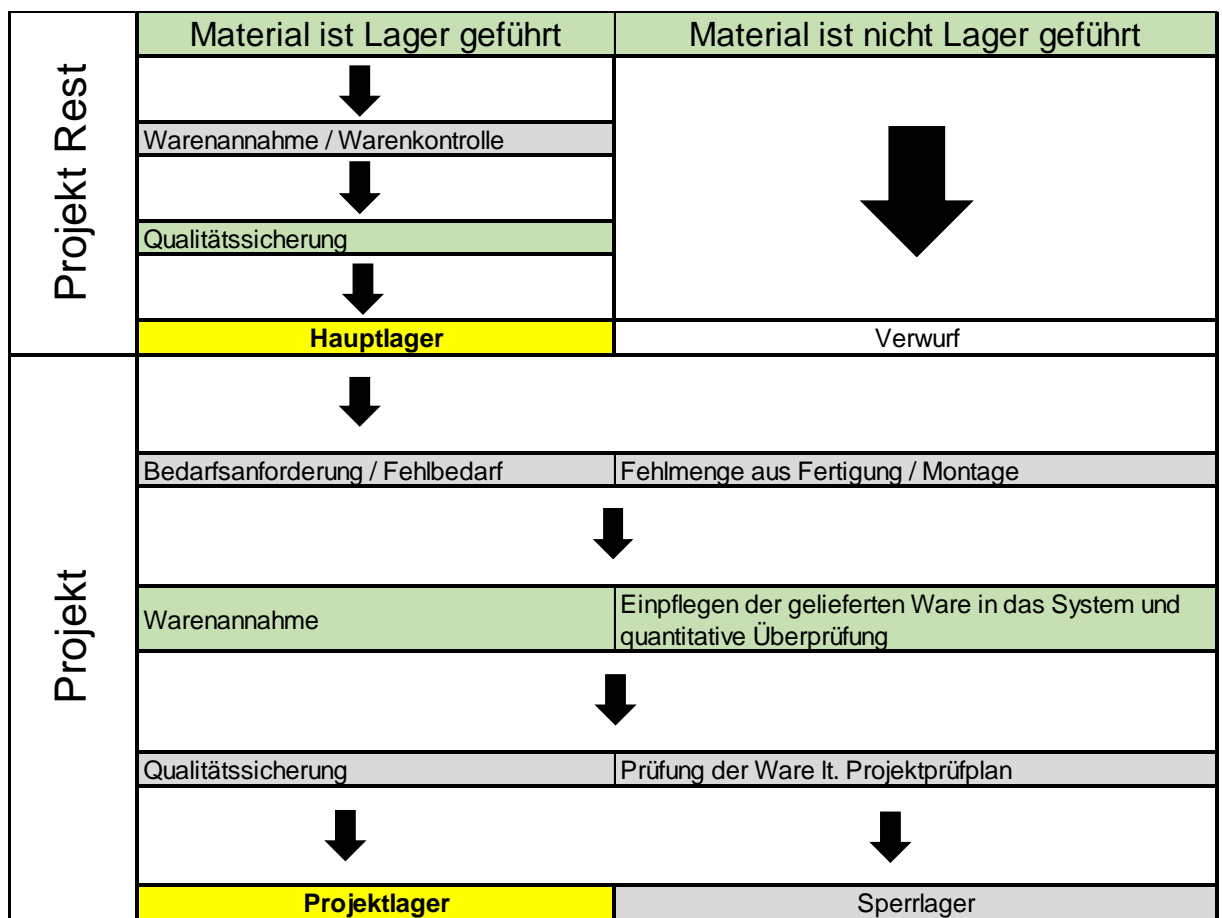 Projekt Rest
Material ist Lager geführt
Material ist nicht Lager geführt
Warenannahme / Warenkontrolle
Qualitätssicherung
Hauptlager
Verwurf
Projekt
Bedarfsanforderung / Fehlbedarf
Fehlmenge aus Fertigung / Montage
Warenannahme
Einpflegen der gelieferten Ware in das System und
quantitative Überprüfung
Qualitätssicherung
Prüfung der Ware lt. Projektprüfplan
Projektlager
Sperrlager